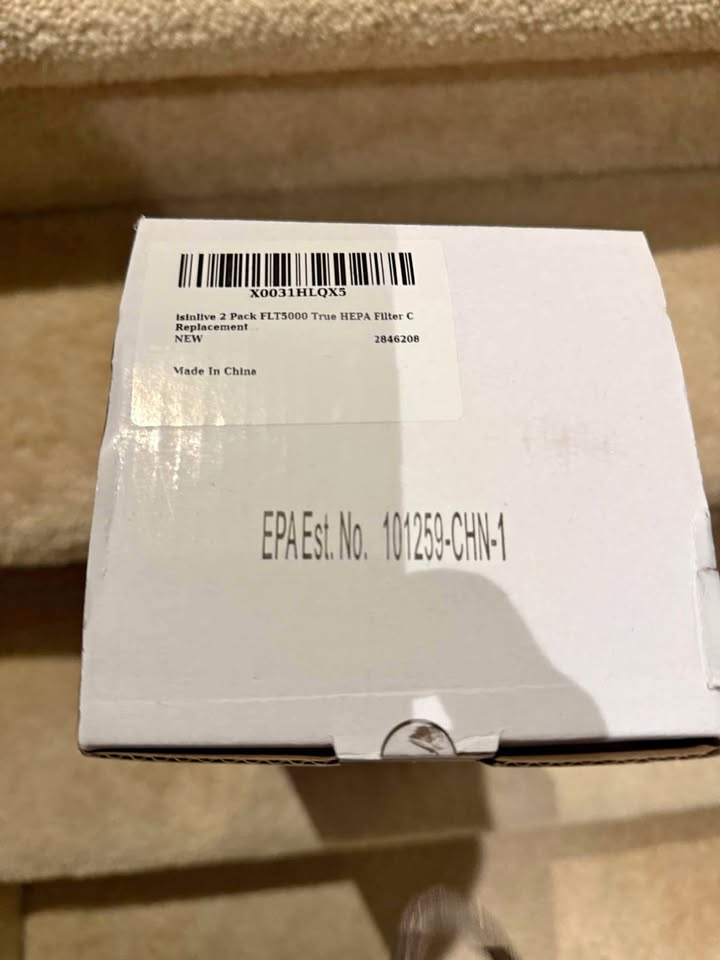 X0031HLQX5
isinlive 2 Pack FLT5000 True HEPA Filter C
Replacement
NEW 2846208
Made In China
EPA Est. No. 101259-CHN-1